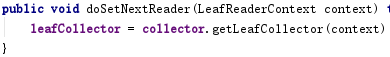 public void doSetNextReader(LeafReaderContext context) t
leafCollector = collector.getLeafCollector(context)
}